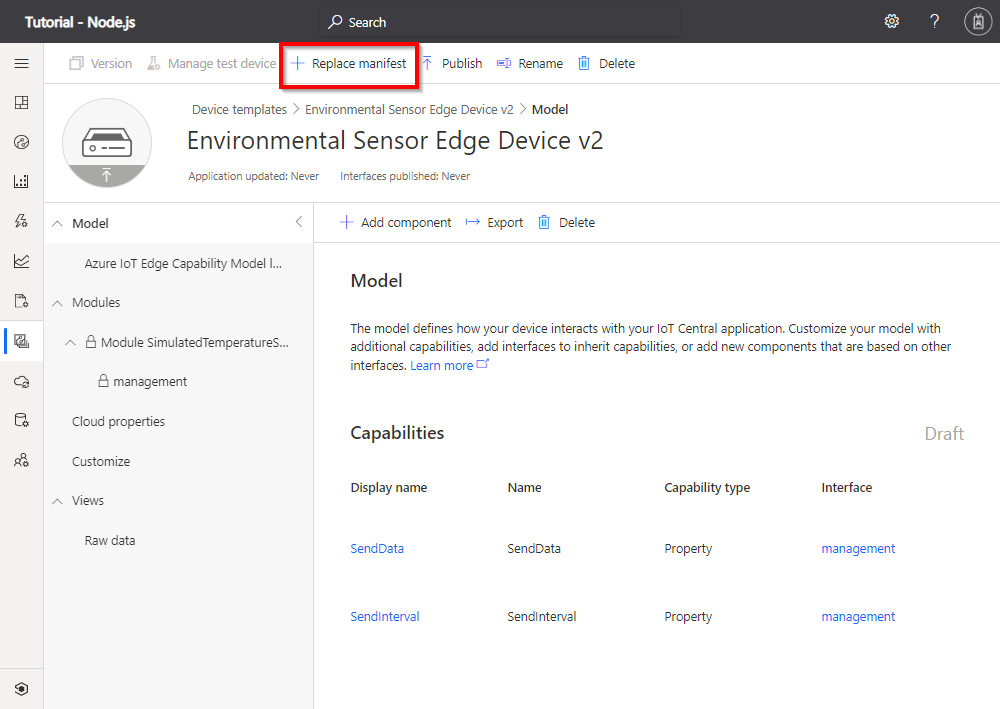 Tutorial - Node.js
Search
?
Version
Manage test device
Replace manifest
Publish
Rename
Delete
Device templates > Environmental Sensor Edge Device v2 > Model
Environmental Sensor Edge Device v2
Application updated: Never
Interfaces published: Never
Model
Azure IoT Edge Capability Model I...
Modules
Module SimulatedTemperatureS...
management
Cloud properties
Customize
Views
Raw data
Add component
Export
Delete
Model
The model defines how your device interacts with your IoT Central application. Customize your model with
additional capabilities, add interfaces to inherit capabilities, or add new components that are based on other
interfaces. Learn more
Capabilities
Draft
Display name Name Capability type Interface
SendData SendData Property management
SendInterval SendInterval Property management